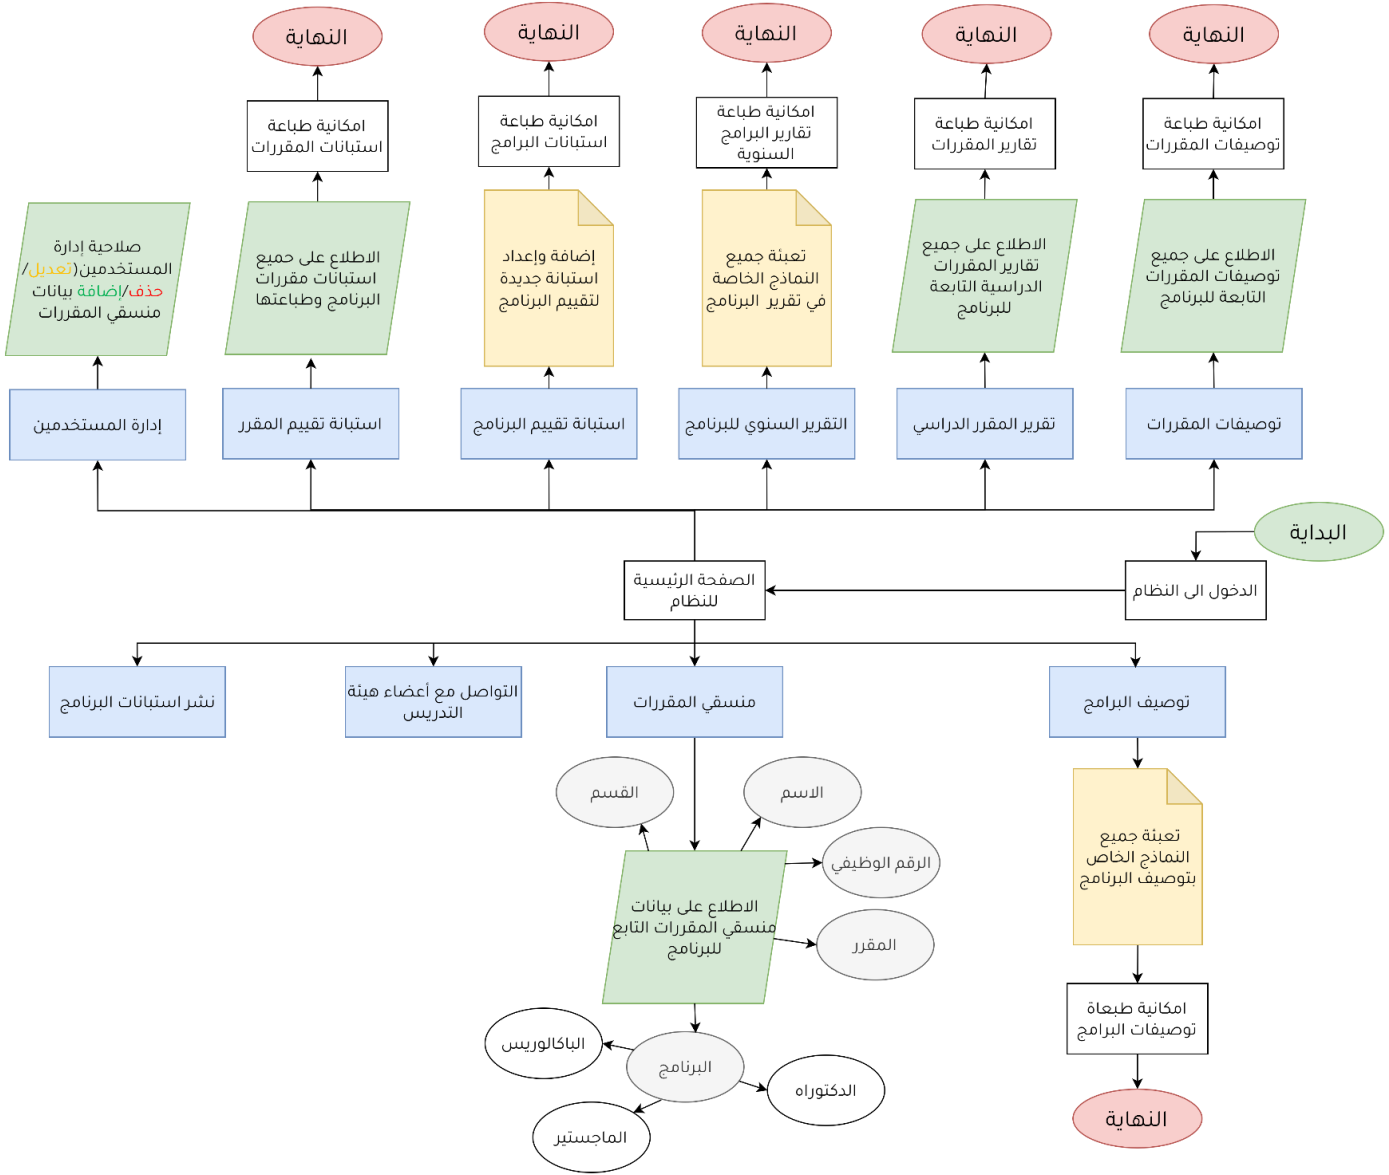 النهاية
النهاية
النهاية
النهاية
النهاية
امكانية طباعة
توصيفات المقررات
امكانية طباعة
تقارير المقررات
امكانية طباعة
تقارير البرامج
السنوية
امكانية طباعة
استبانات البرامج
امكانية طباعة
استبانات المقررات
الاطلاع على جميع
توصيفات المقررات
التابعة للبرنامج
الاطلاع على جميع
تقارير المقررات
الدراسية التابعة
للبرنامج
تعبئة جميع
النماذج الخاصة
في تقرير البرنامج
إضافة وإعداد
استبانة جديدة
لتقييم البرنامج
الاطلاع على حميع
استبانات مقررات
البرنامج وطباعتها
صلاحية إدارة
المستخدمين(تعديل/
حذف/إضافة بيانات
منسقي المقررات
توصيفات المقررات
تقرير المقرر الدراسي
التقرير السنوي للبرنامج
استبانة تقييم البرنامج
استبانة تقييم المقرر
إدارة المستخدمين
البداية
الدخول الى النظام
الصفحة الرئيسية
للنظام
توصيف البرامج
منسقي المقررات
التواصل مع أعضاء هيئة
التدريس
نشر استبانات البرنامج
الاسم
القسم
الرقم الوظيفي
المقرر
الاطلاع على بيانات
منسقي المقررات التابع
للبرنامج
البرنامج
الباكالوريس
الدكتوراه
الماجستير
تعبئة جميع
النماذج الخاص
بتوصيف البرنامج
امكانية طبعاة
توصيفات البرامج
النهاية